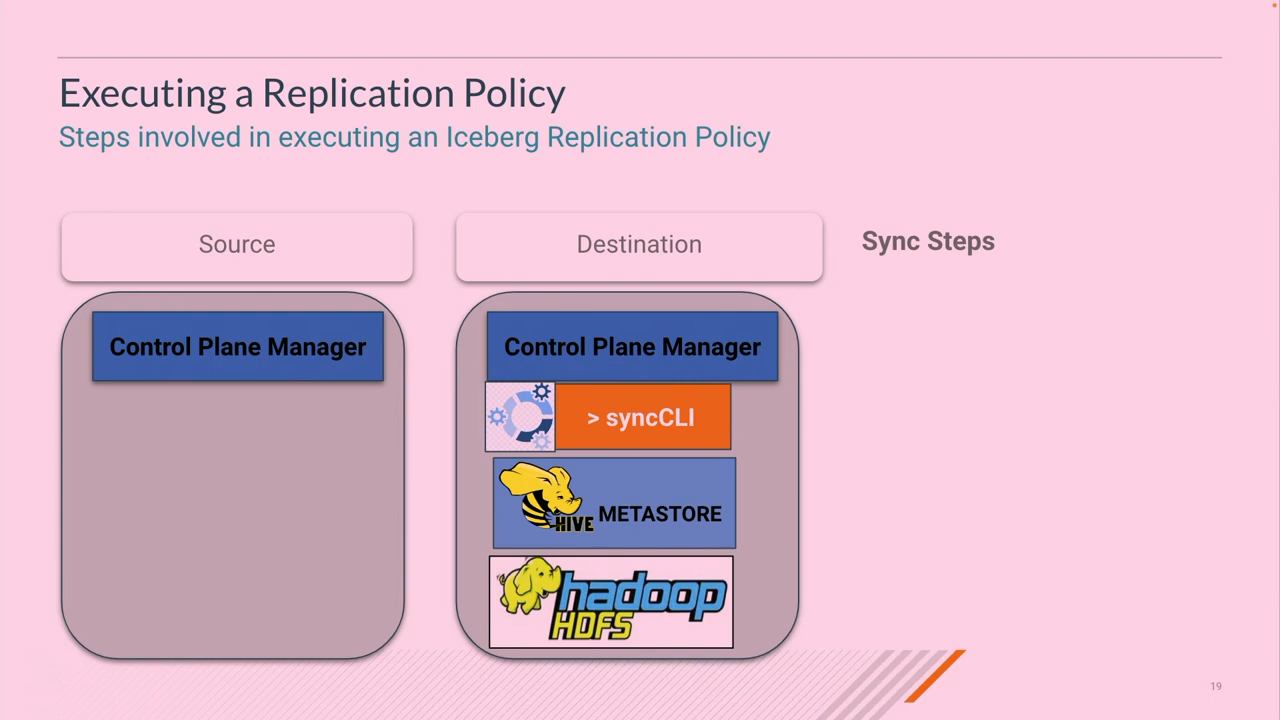 Executing a Replication Policy
Steps involved in executing an Iceberg Replication Policy
Source
Destination
Sync Steps
Control Plane Manager
Control Plane Manager
> syncCLI
HIVE METASTORE
hadoop
HDFS
19